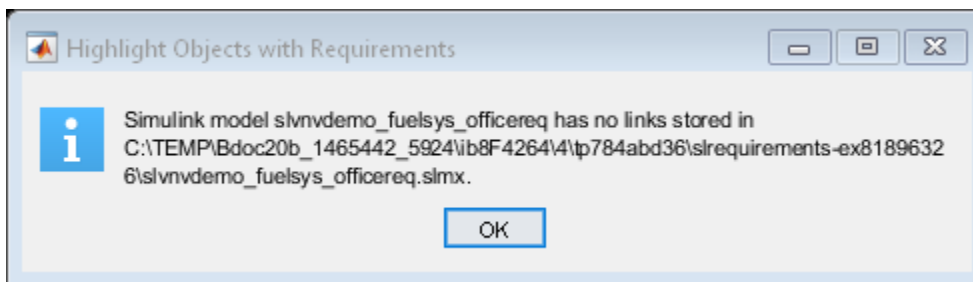 Highlight Objects with Requirements
Simulink model slvnvdemo_fuelsys_officereq has no links stored in
C:\TEMP\Bdoc20b_1465442_5924\ib8F4264\4\tp784abd36\slrequirements-ex8189632
6\slvnvdemo_fuelsys_officereq.slmx.
OK